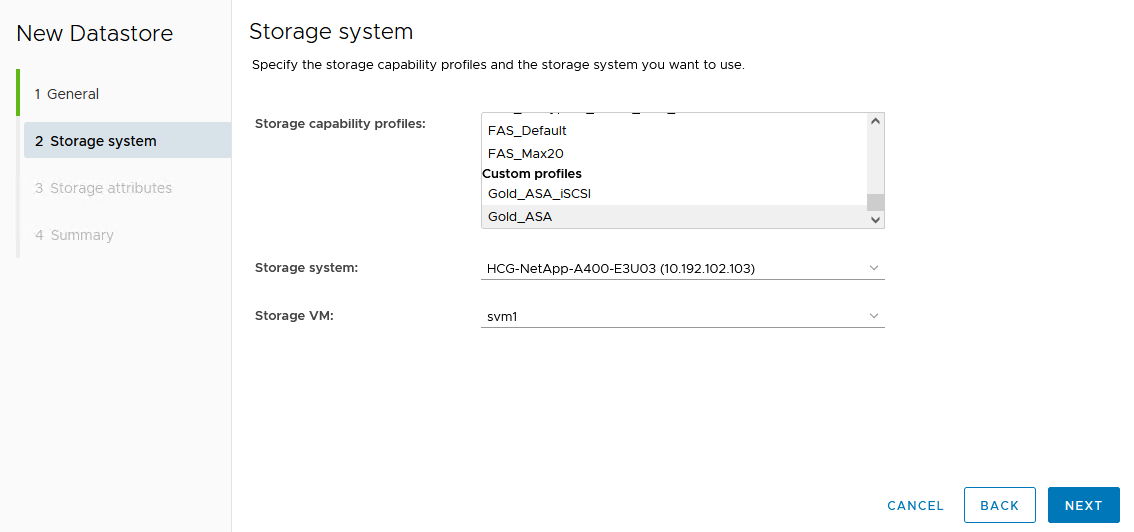 New Datastore
1 General
2 Storage system
3 Storage attributes
4 Summary
Storage system
Specify the storage capability profiles and the storage system you want to use.
Storage capability profiles:
FAS_Default
FAS_Max20
Custom profiles
Gold_ASA_iSCSI
Gold_ASA
Storage system:
HCG-NetApp-A400-E3U03 (10.192.102.103)
Storage VM:
svm1
CANCEL
BACK
NEXT